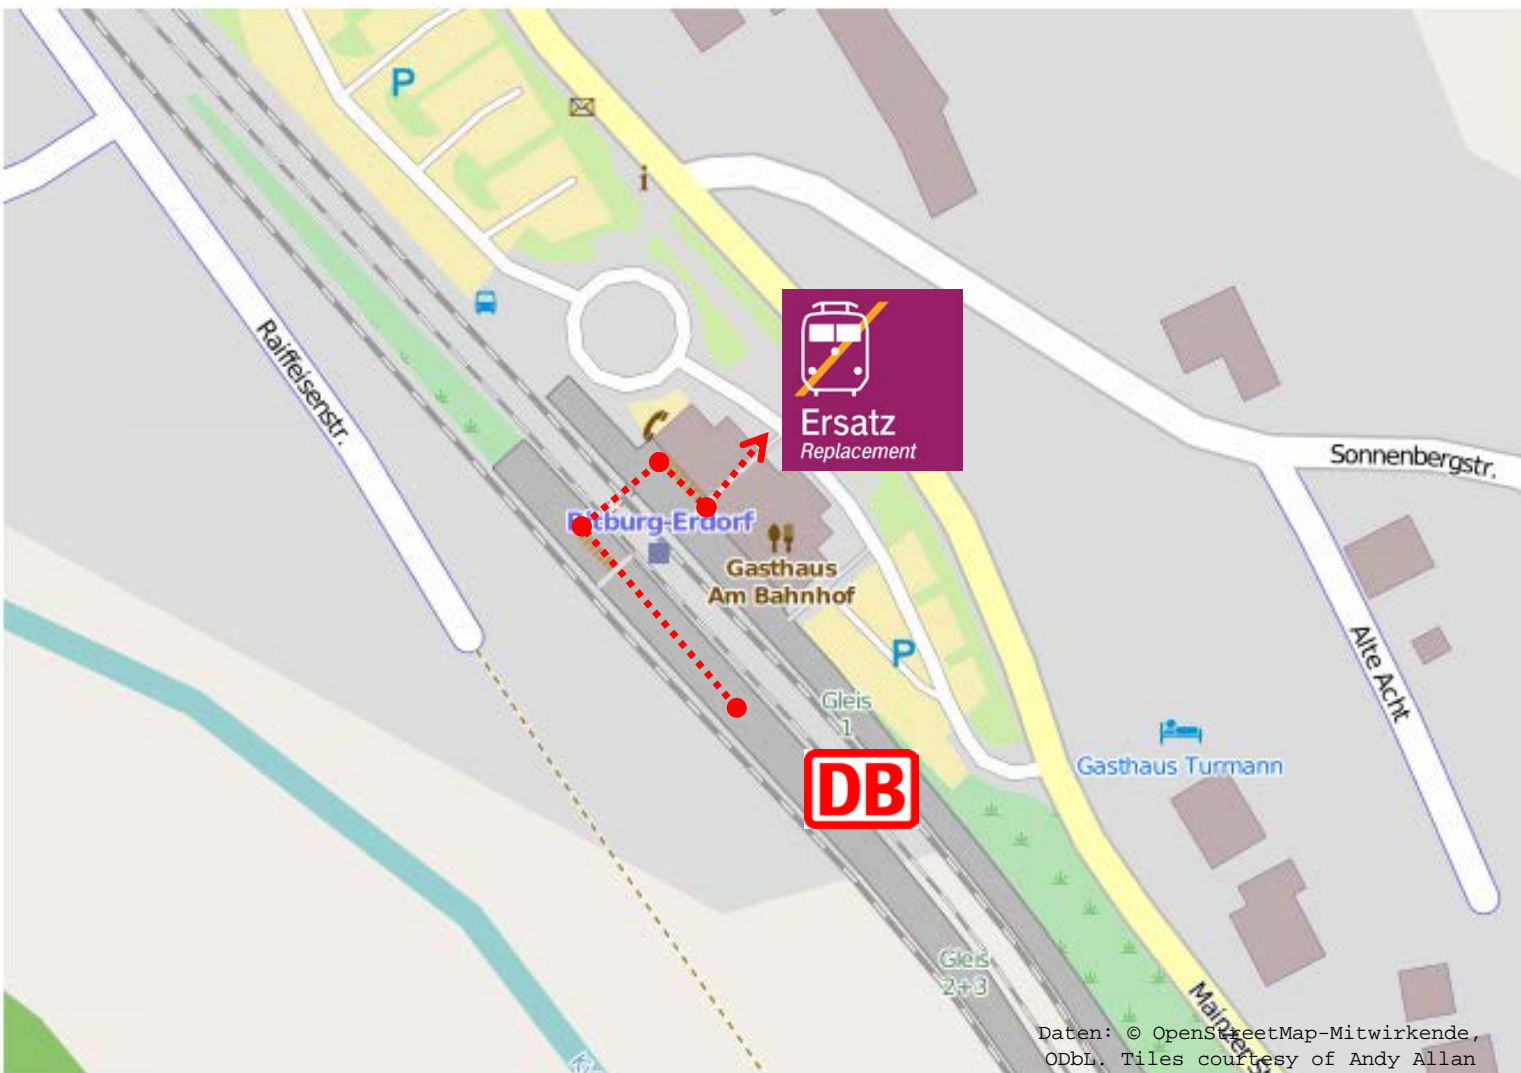 P
i
Raiffeisenstr.
Ersatz
Replacement
Sonnenbergstr.
Bitburg-Erdorf
Gasthaus
Am Bahnhof
P
Alte Acht
Gleis
1
Gasthaus Turmann
DB
Gleis
2+3
Daten: © OpenStreetMap-Mitwirkende,
ODbL. Tiles courtesy of Andy Allan